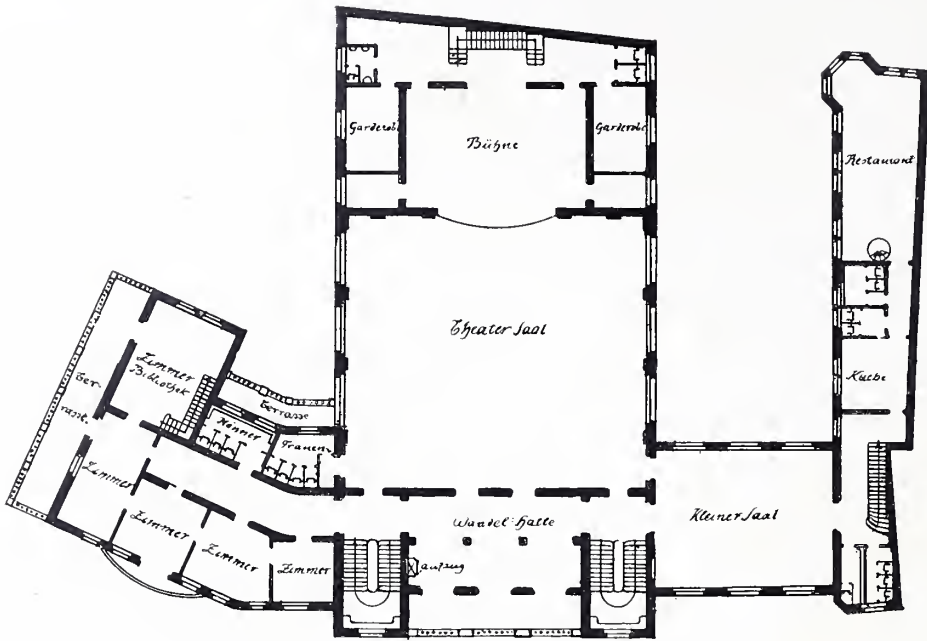 Garderobe
Bühne
Garderobe
Restaurant
Theater Saal
Zimmer
Bibliothek
Ter-
rasse
Terrasse
Männer
Frauen
Küche
Zimmer
Zimmer
Zimmer
Zimmer
Wandel-Halle
Kleiner Saal
Aufzug